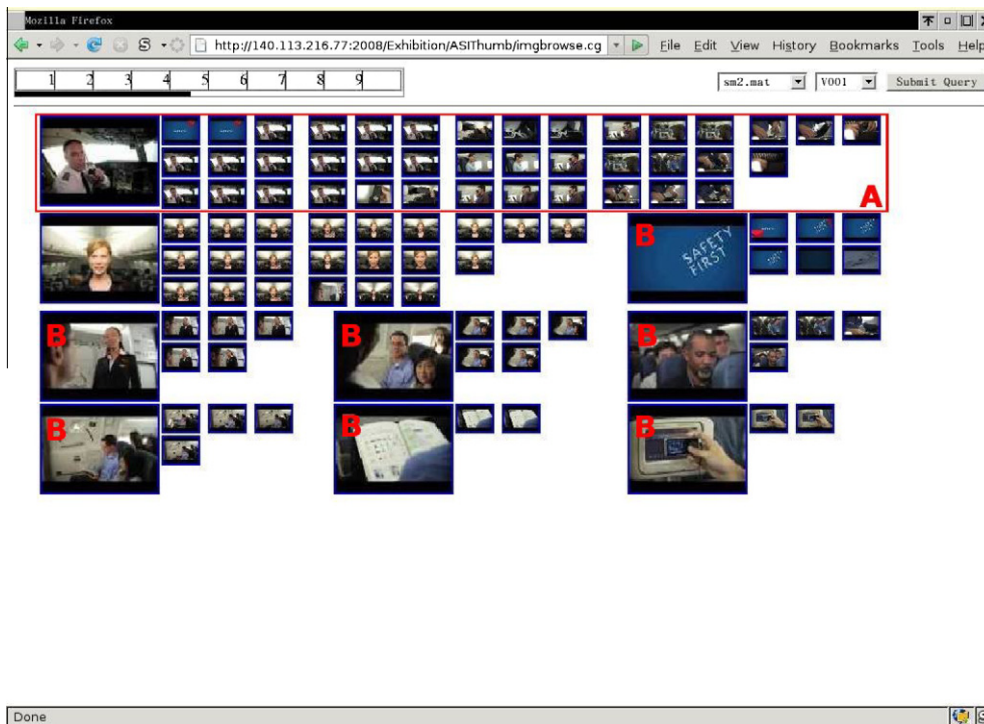 Mozilla Firefox
http://140.113.216.77:2008/Exhibition/ASIThumb/imgbrowse.cg File Edit View History Bookmarks Tools Help
1 2 3 4 5 6 7 8 9 sm2.mat V001 Submit Query
A
B SAFETY
FIRST
B B B
B B B
Done